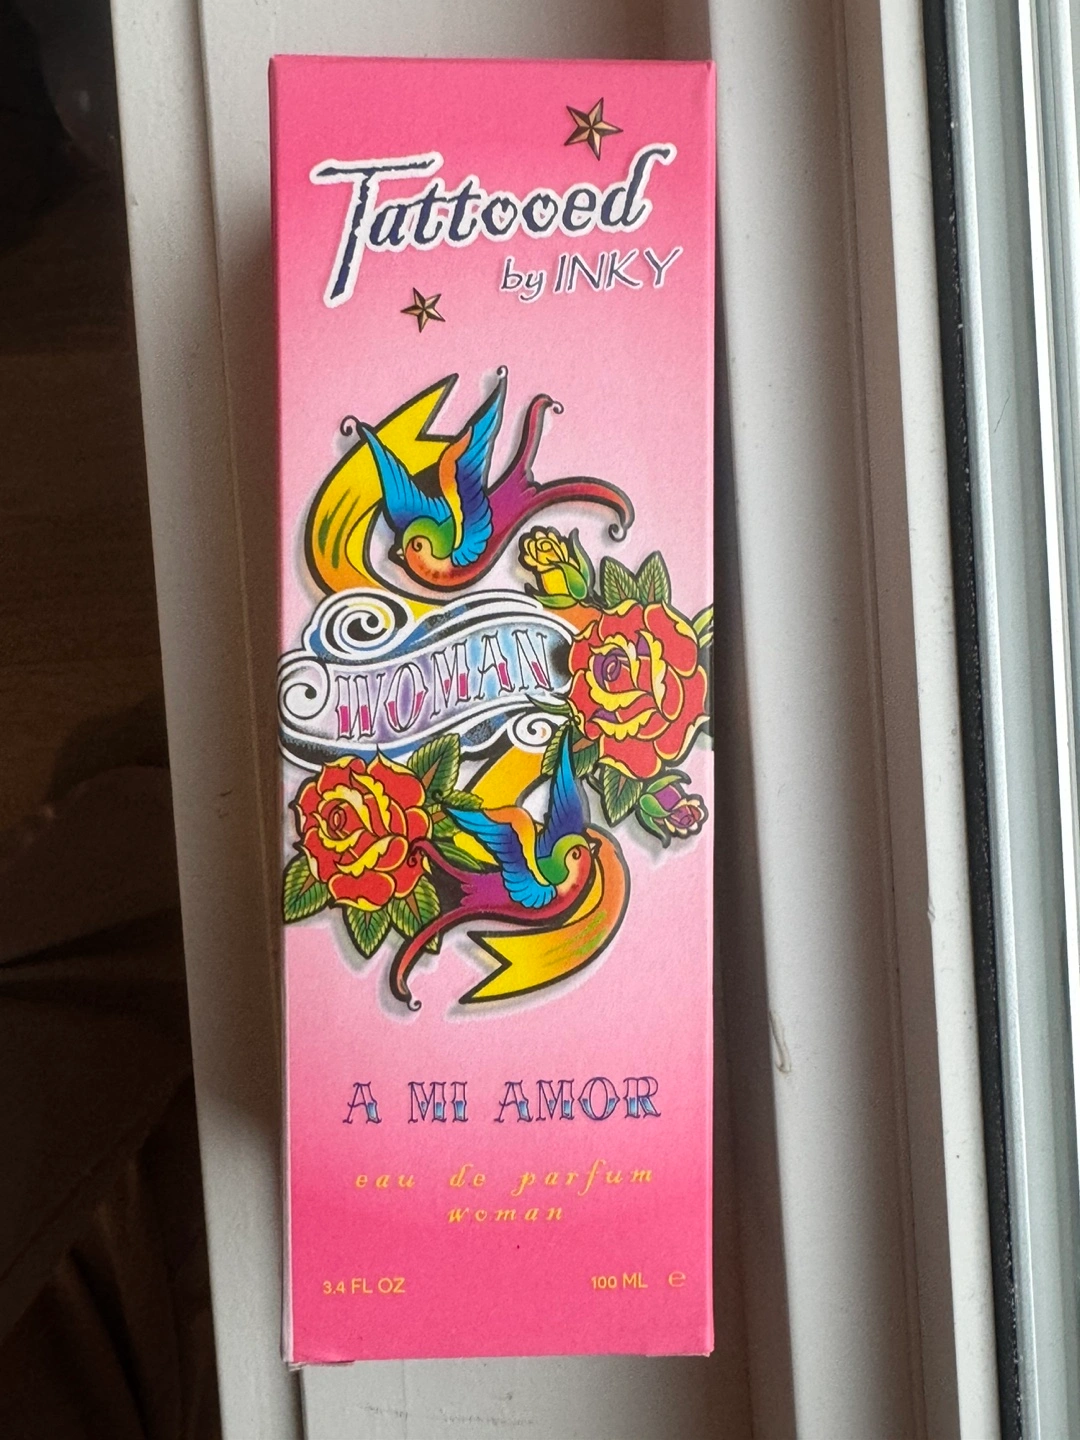 Tattooed
by INKY
WOMAN
A MI AMOR
eau de parfum
woman
3.4 FL OZ
100 ML ℮